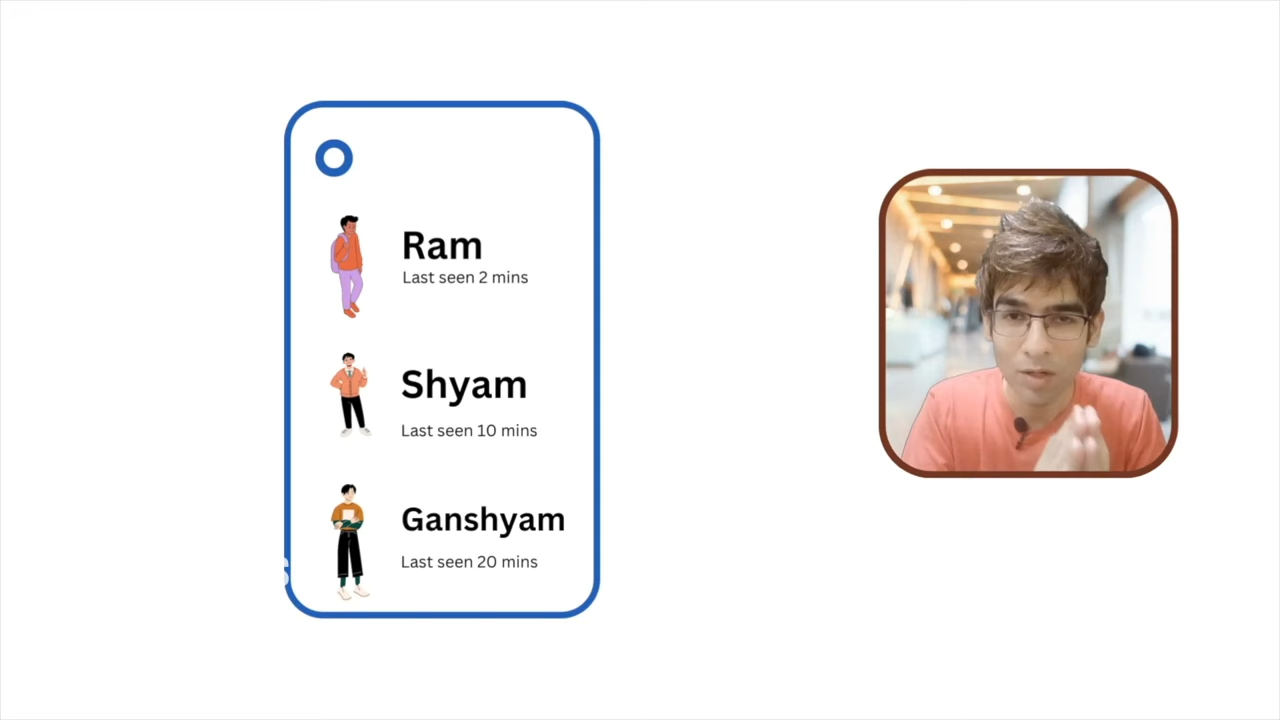 Ram
Last seen 2 mins
Shyam
Last seen 10 mins
Ganshyam
Last seen 20 mins